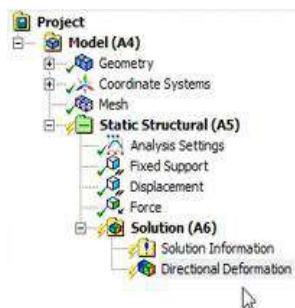 Project
Model (A4)
Geometry
Coordinate Systems
Mesh
Static Structural (A5)
Analysis Settings
Fixed Support
Displacement
Force
Solution (A6)
Solution Information
Directional Deformation